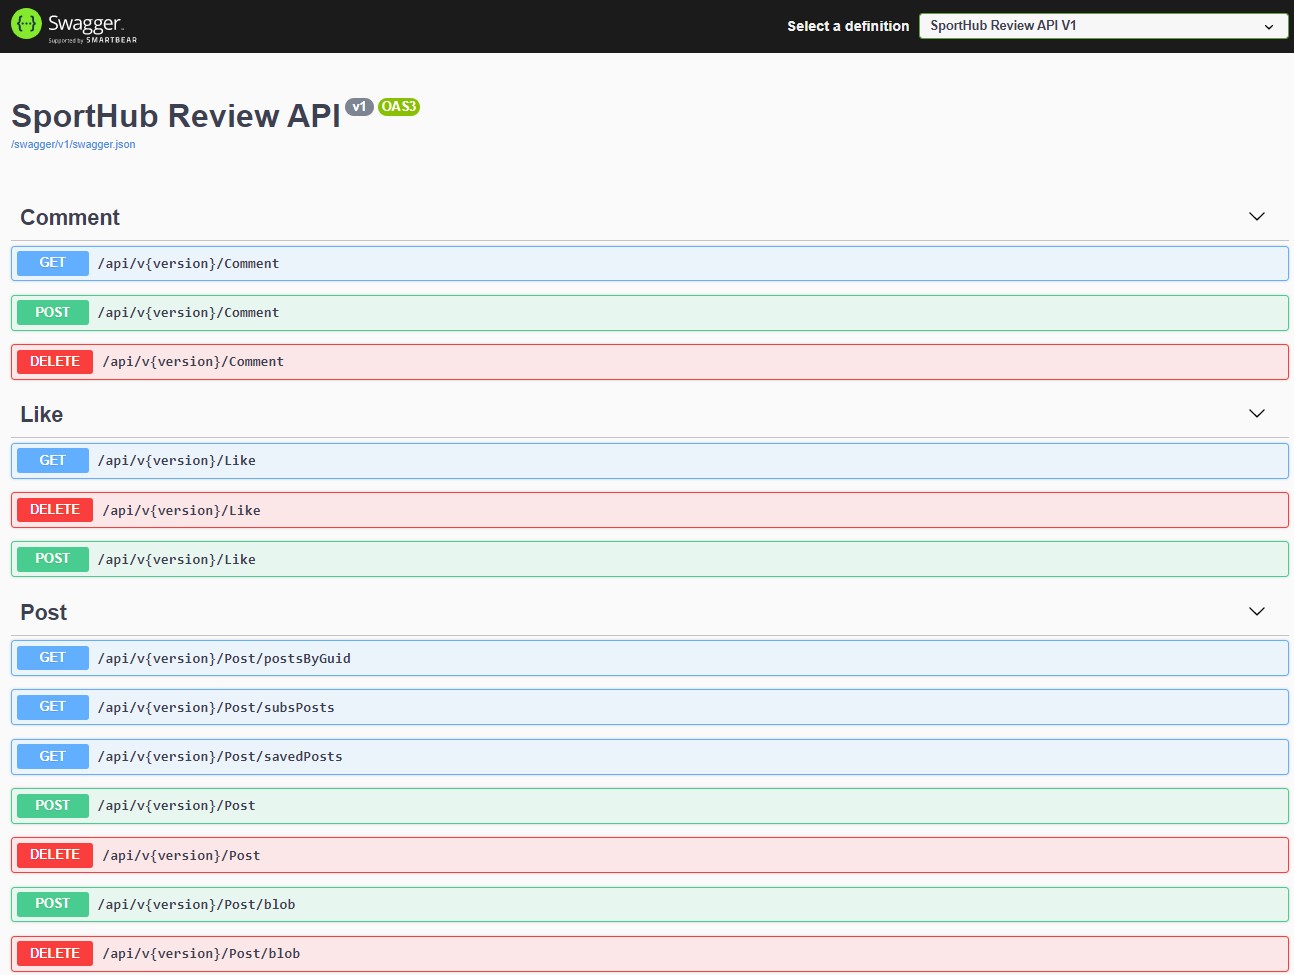 Swagger
Supported by SMARTBEAR
Select a definition
SportHub Review API V1
SportHub Review API v1 OAS3
/swagger/v1/swagger.json
Comment
GET /api/v{version}/Comment
POST /api/v{version}/Comment
DELETE /api/v{version}/Comment
Like
GET /api/v{version}/Like
DELETE /api/v{version}/Like
POST /api/v{version}/Like
Post
GET /api/v{version}/Post/postsByGuid
GET /api/v{version}/Post/subsPosts
GET /api/v{version}/Post/savedPosts
POST /api/v{version}/Post
DELETE /api/v{version}/Post
POST /api/v{version}/Post/blob
DELETE /api/v{version}/Post/blob